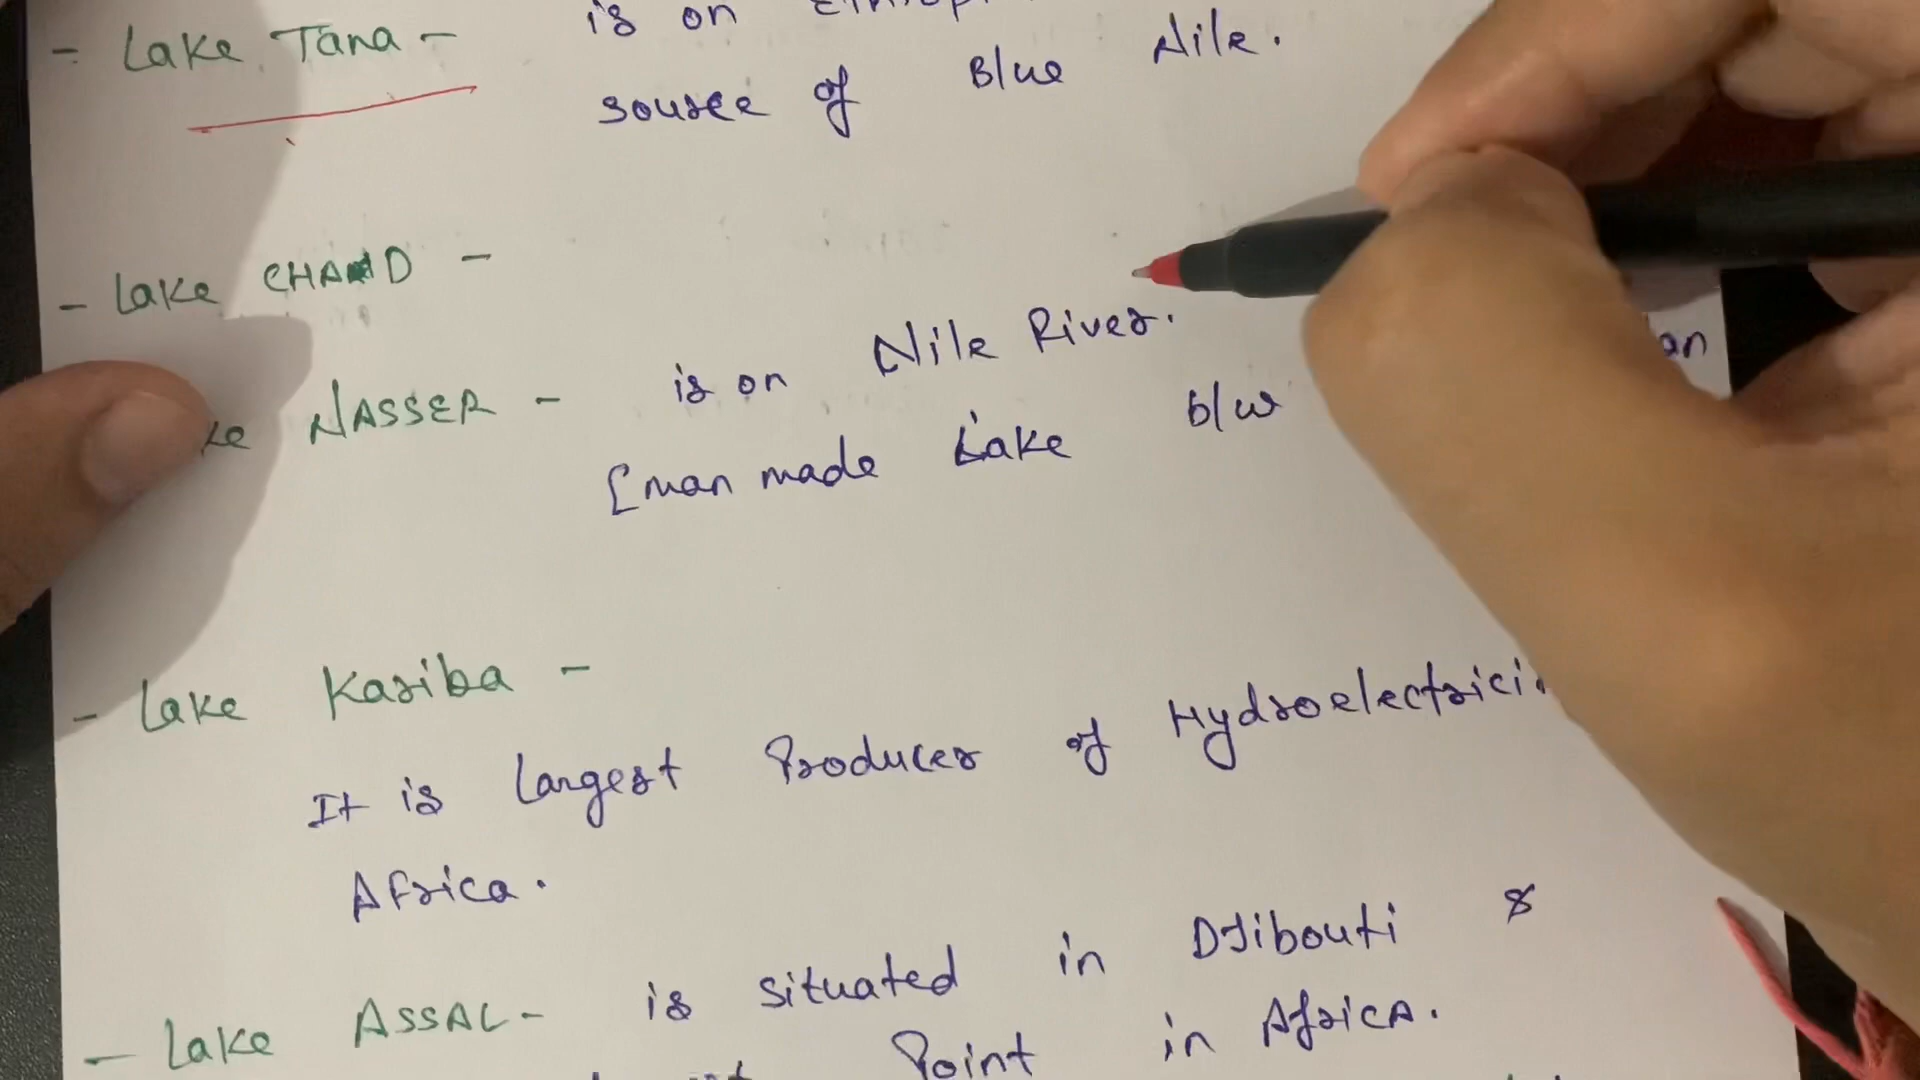 - Lake Tana - is on
source of Blue Nile.
- Lake CHAD -
NASSER - is on Nile River.
[man made Lake b/w an
- Lake Kariba -
It is Largest Producer of
Africa.
- Lake ASSAL - is situated in DJibouti &
Point in Africa.